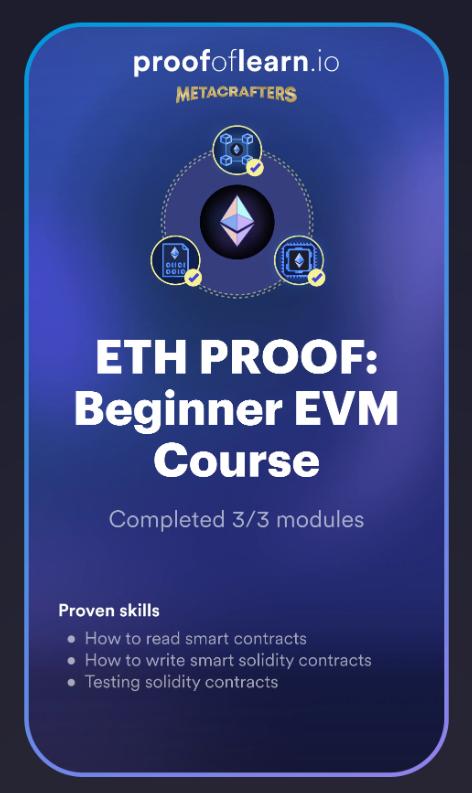 proofoflearn.io
METACRAFTERS
ETH PROOF:
Beginner EVM
Course
Completed 3/3 modules
Proven skills
● How to read smart contracts
● How to write smart solidity contracts
● Testing solidity contracts